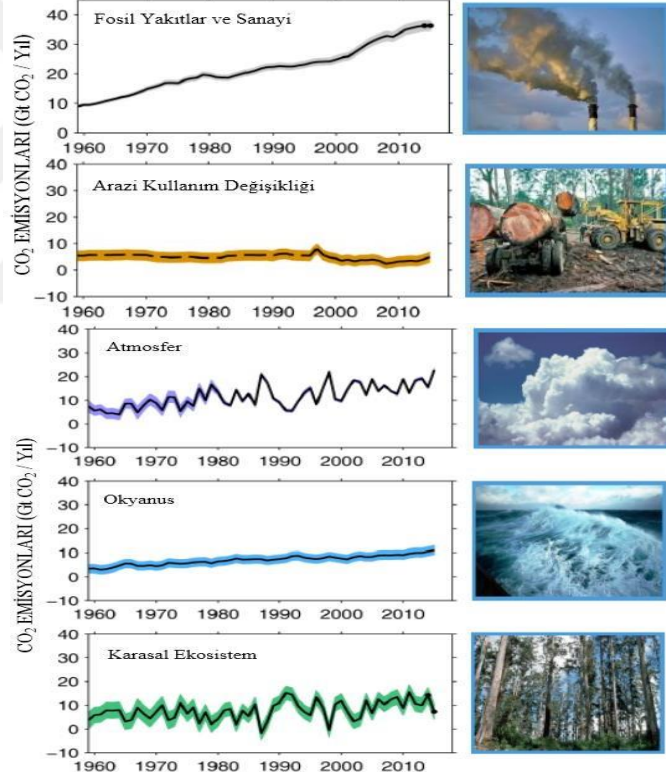 CO₂ EMİSYONLARI (Gt CO₂ / Yıl)
Fosil Yakıtlar ve Sanayi
40
30
20
10
0
1960 1970 1980 1990 2000 2010
Arazi Kullanım Değişikliği
40
30
20
10
0
−10
1960 1970 1980 1990 2000 2010
CO₂ EMİSYONLARI (Gt CO₂ / Yıl)
Atmosfer
40
30
20
10
0
−10
1960 1970 1980 1990 2000 2010
Okyanus
40
30
20
10
0
−10
1960 1970 1980 1990 2000 2010
Karasal Ekosistem
40
30
20
10
0
−10
1960 1970 1980 1990 2000 2010